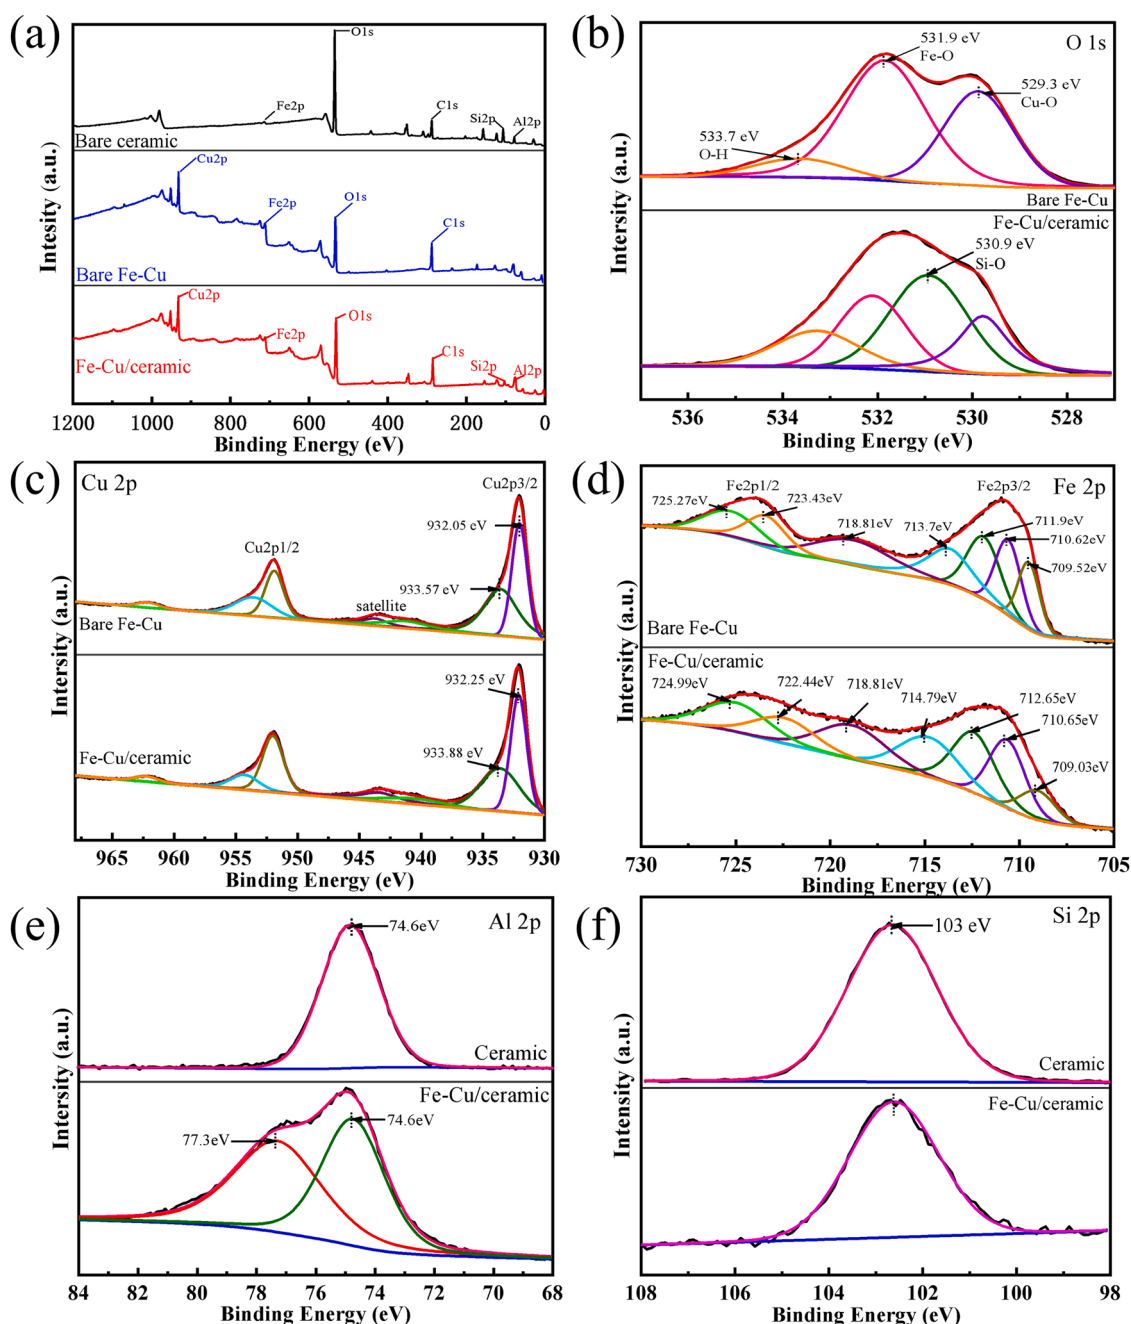 (a)
O1s
C1s
Fe2p
Si2p
Al2p
Bare ceramic
Cu2p
O1s
Fe2p
C1s
Bare Fe-Cu
Cu2p
O1s
Fe2p
C1s
Si2p
Al2p
Fe-Cu/ceramic
Intesity (a.u.)
1200 1000 800 600 400 200 0
Binding Energy (eV)
(b)
O 1s
531.9 eV
Fe-O
529.3 eV
Cu-O
533.7 eV
O-H
Bare Fe-Cu
Fe-Cu/ceramic
530.9 eV
Si-O
Intersity (a.u.)
536 534 532 530 528
Binding Energy (eV)
(c)
Cu 2p
Cu2p3/2
932.05 eV
Cu2p1/2
933.57 eV
satellite
Bare Fe-Cu
932.25 eV
933.88 eV
Fe-Cu/ceramic
Intersity (a.u.)
965 960 955 950 945 940 935 930
Binding Energy (eV)
(d)
Fe 2p
Fe2p1/2
Fe2p3/2
725.27eV
723.43eV
718.81eV
713.7eV
711.9eV
710.62eV
709.52eV
Bare Fe-Cu
Fe-Cu/ceramic
724.99eV
722.44eV
718.81eV
714.79eV
712.65eV
710.65eV
709.03eV
Intersity (a.u.)
730 725 720 715 710 705
Binding Energy (eV)
(e)
Al 2p
74.6eV
Ceramic
Fe-Cu/ceramic
77.3eV
74.6eV
Intersity (a.u.)
84 82 80 78 76 74 72 70 68
Binding Energy (eV)
(f)
Si 2p
103 eV
Ceramic
Fe-Cu/ceramic
Intensity (a.u.)
108 106 104 102 100 98
Binding Energy (eV)